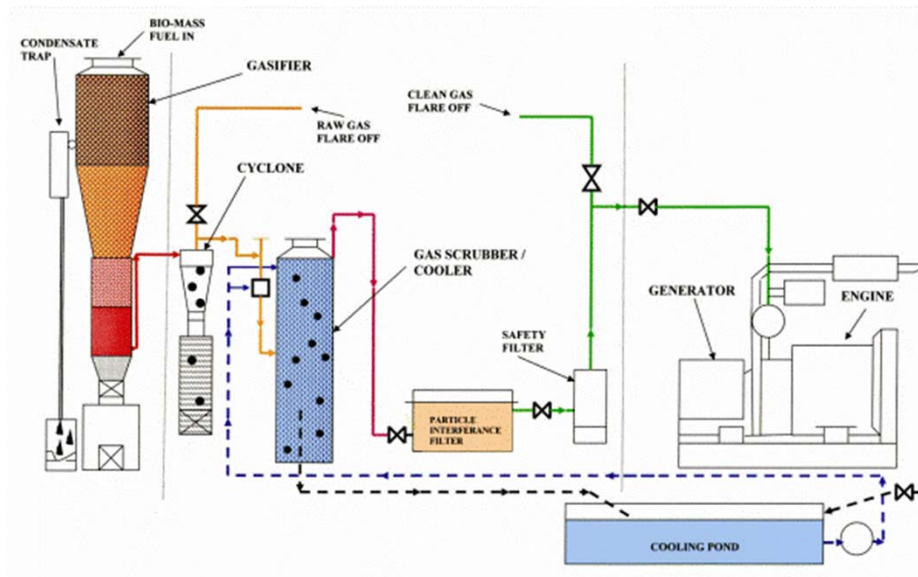 BIO-MASS
FUEL IN
CONDENSATE
TRAP
GASIFIER
RAW GAS
FLARE OFF
CYCLONE
CLEAN GAS
FLARE OFF
GAS SCRUBBER /
COOLER
GENERATOR
ENGINE
SAFETY
FILTER
PARTICLE
INTERFERANCE
FILTER
COOLING POND